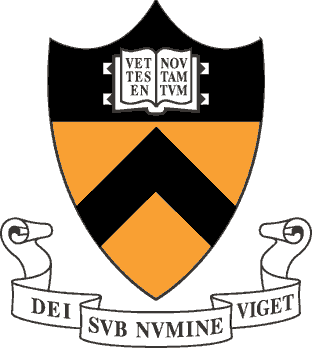 VET NOV
TES TAM
EN TVM
DEI SVB NVMINE VIGET